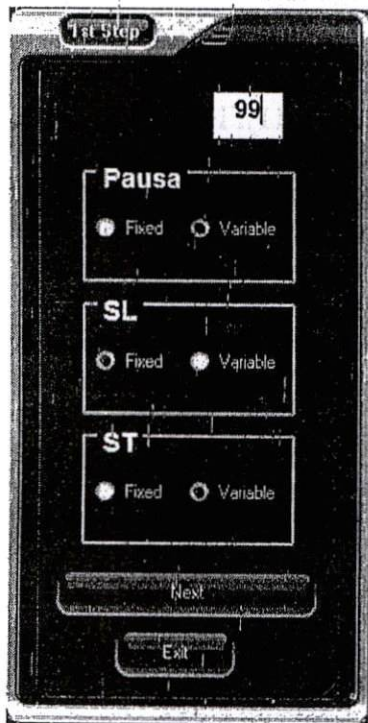 1st Step
99
Pausa
Fixed Variable
SL
Fixed Variable
ST
Fixed Variable
Next
Exit